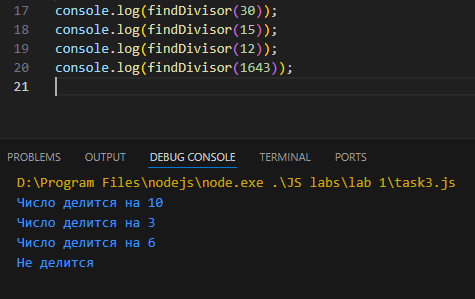 17 console.log(findDivisor(30));
18 console.log(findDivisor(15));
19 console.log(findDivisor(12));
20 console.log(findDivisor(1643));
21
PROBLEMS OUTPUT DEBUG CONSOLE TERMINAL PORTS
D:\Program Files\nodejs\node.exe .\JS labs\lab 1\task3.js
Число делится на 10
Число делится на 3
Число делится на 6
Не делится